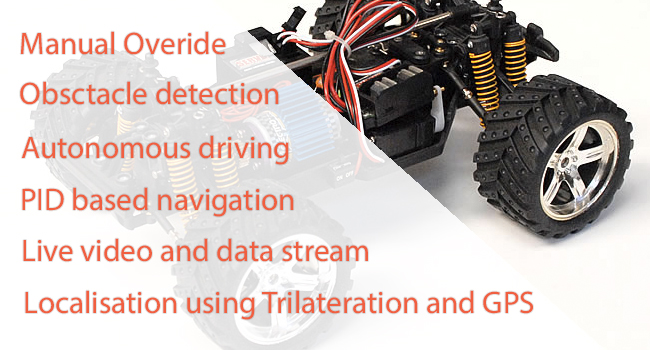 Manual Overide
Obsctacle detection
Autonomous driving
PID based navigation
Live video and data stream
Localisation using Trilateration and GPS